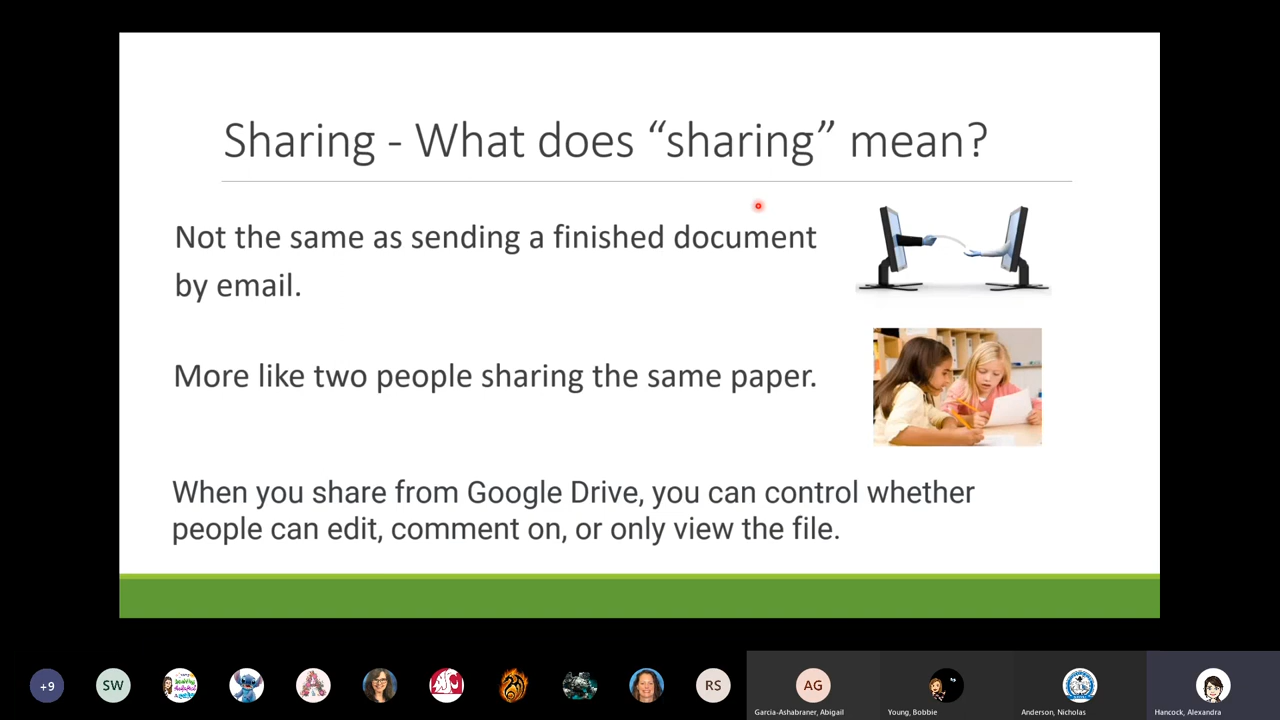 Sharing - What does “sharing” mean?
Not the same as sending a finished document
by email.
More like two people sharing the same paper.
When you share from Google Drive, you can control whether
people can edit, comment on, or only view the file.
+9
SW
RS
AG
Garcia-Ashabraner, Abigail
Young, Bobbie
Anderson, Nicholas
Hancock, Alexandra